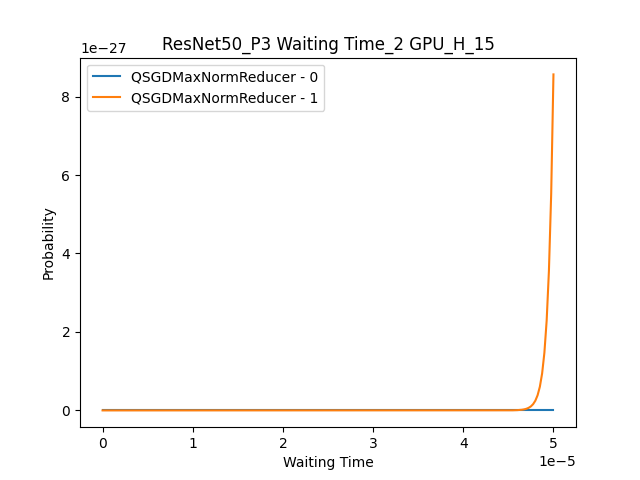 ResNet50_P3 Waiting Time_2 GPU_H_15
1e−27
QSGDMaxNormReducer - 0
QSGDMaxNormReducer - 1
8
6
4
2
0
Probability
0 1 2 3 4 5
1e−5
Waiting Time